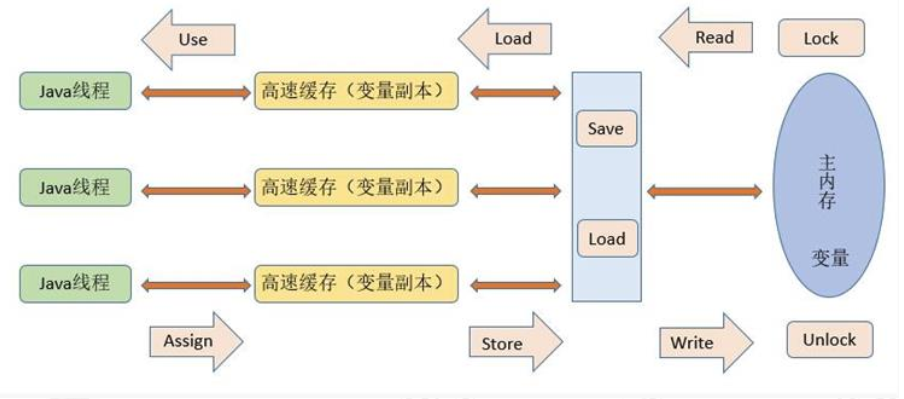 Use
Load
Read
Lock
Java线程
高速缓存（变量副本）
Save
Java线程
高速缓存（变量副本）
主内存
Load
变量
Java线程
高速缓存（变量副本）
Assign
Store
Write
Unlock